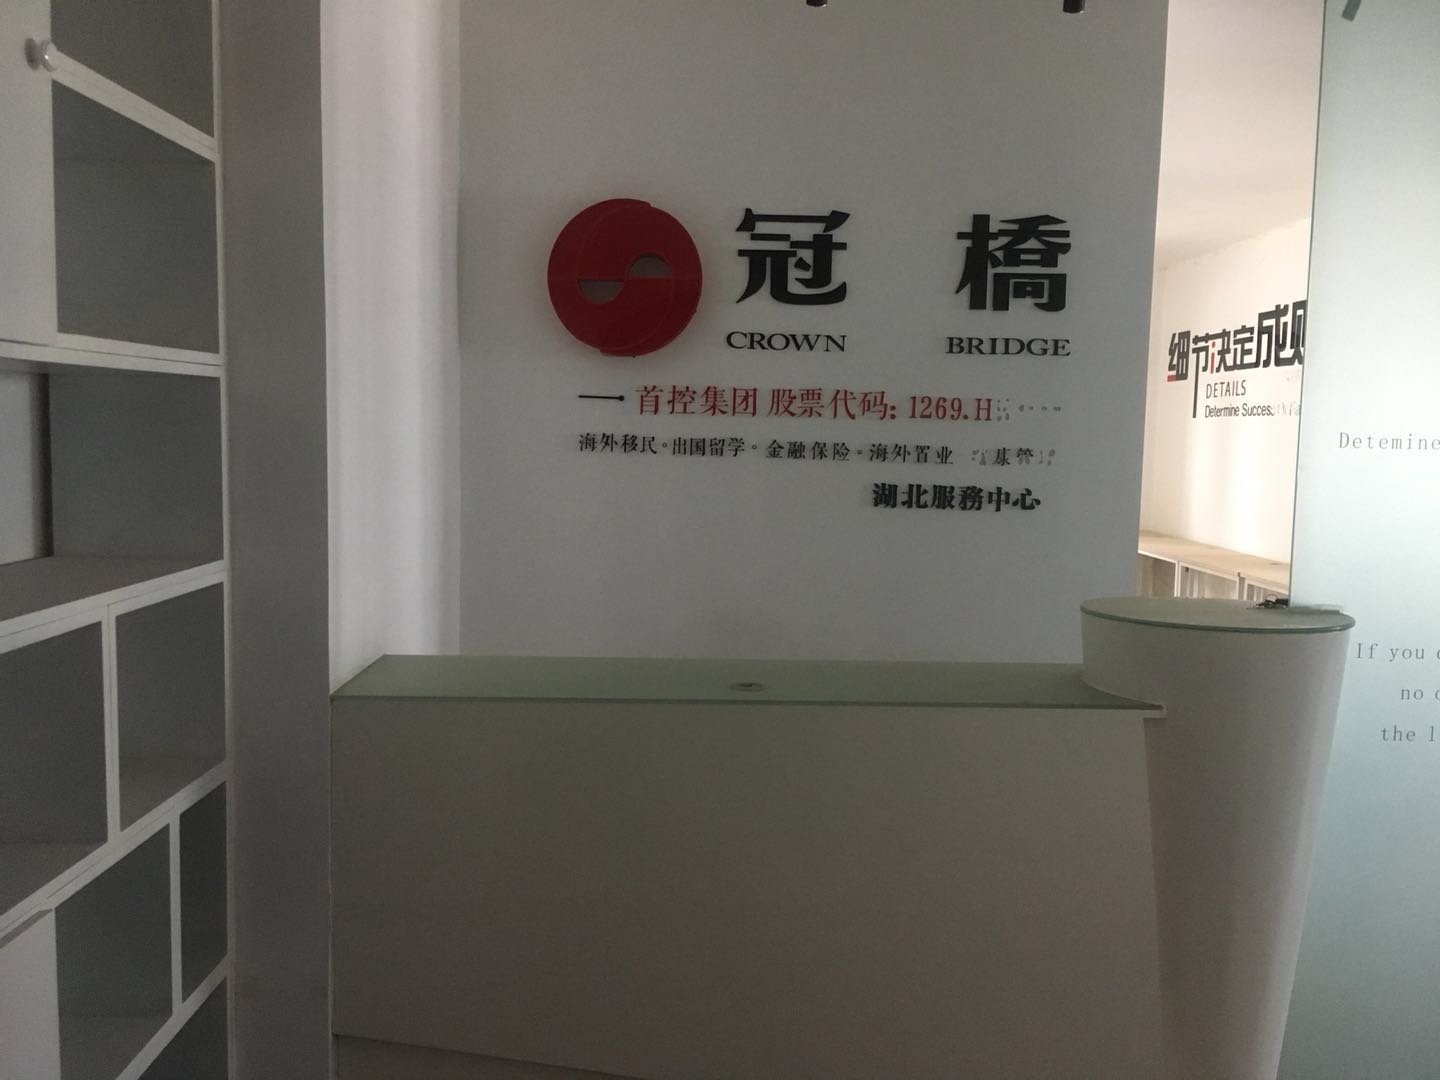 冠橋
CROWN BRIDGE
首控集团 股票代码: 1269.H
海外移民。出国留学。金融保险。海外置业
湖北服務中心
细节决定成败
DETAILS
Determine Success
Detemine
If you
no
the l